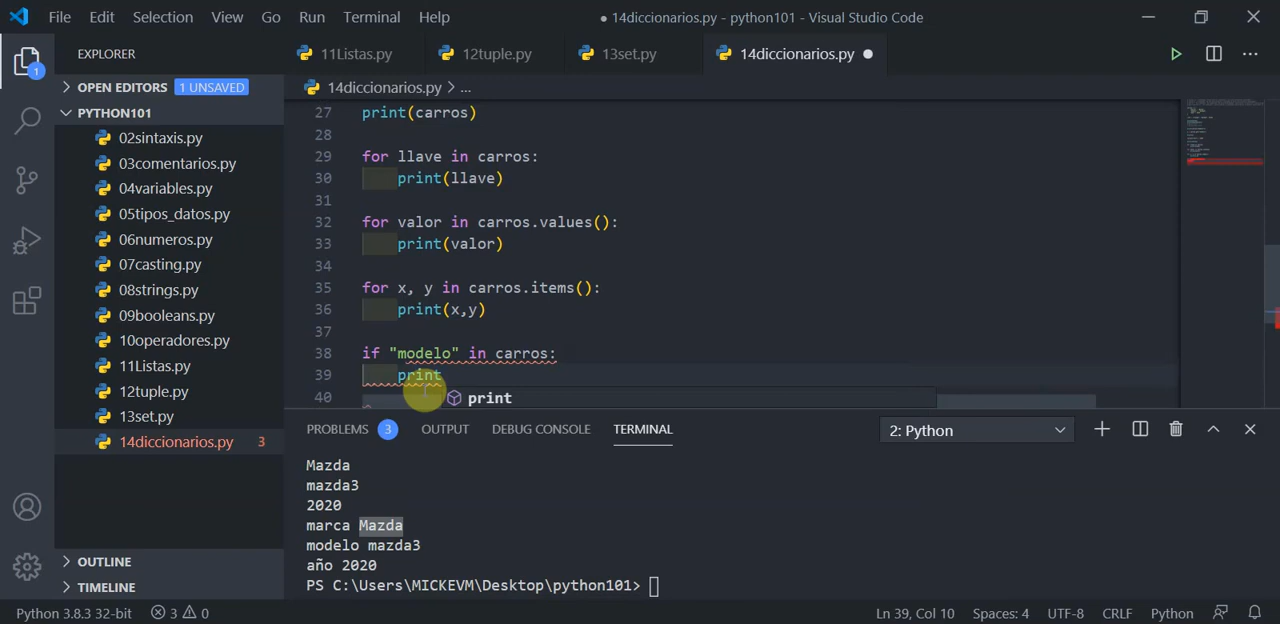 File Edit Selection View Go Run Terminal Help ● 14diccionarios.py - python101 - Visual Studio Code
EXPLORER
11Listas.py 12tuple.py 13set.py 14diccionarios.py ●
1
OPEN EDITORS 1 UNSAVED
14diccionarios.py > ...
PYTHON101
02sintaxis.py
03comentarios.py
04variables.py
05tipos_datos.py
06numeros.py
07casting.py
08strings.py
09booleans.py
10operadores.py
11Listas.py
12tuple.py
13set.py
14diccionarios.py 3
OUTLINE
TIMELINE
27 print(carros)
28
29 for llave in carros:
30 print(llave)
31
32 for valor in carros.values():
33 print(valor)
34
35 for x, y in carros.items():
36 print(x,y)
37
38 if "modelo" in carros:
39 print
40
print
PROBLEMS 3 OUTPUT DEBUG CONSOLE TERMINAL 2: Python
Mazda
mazda3
2020
marca Mazda
modelo mazda3
año 2020
PS C:\Users\MICKEVM\Desktop\python101>
Python 3.8.3 32-bit 3 0 Ln 39, Col 10 Spaces: 4 UTF-8 CRLF Python